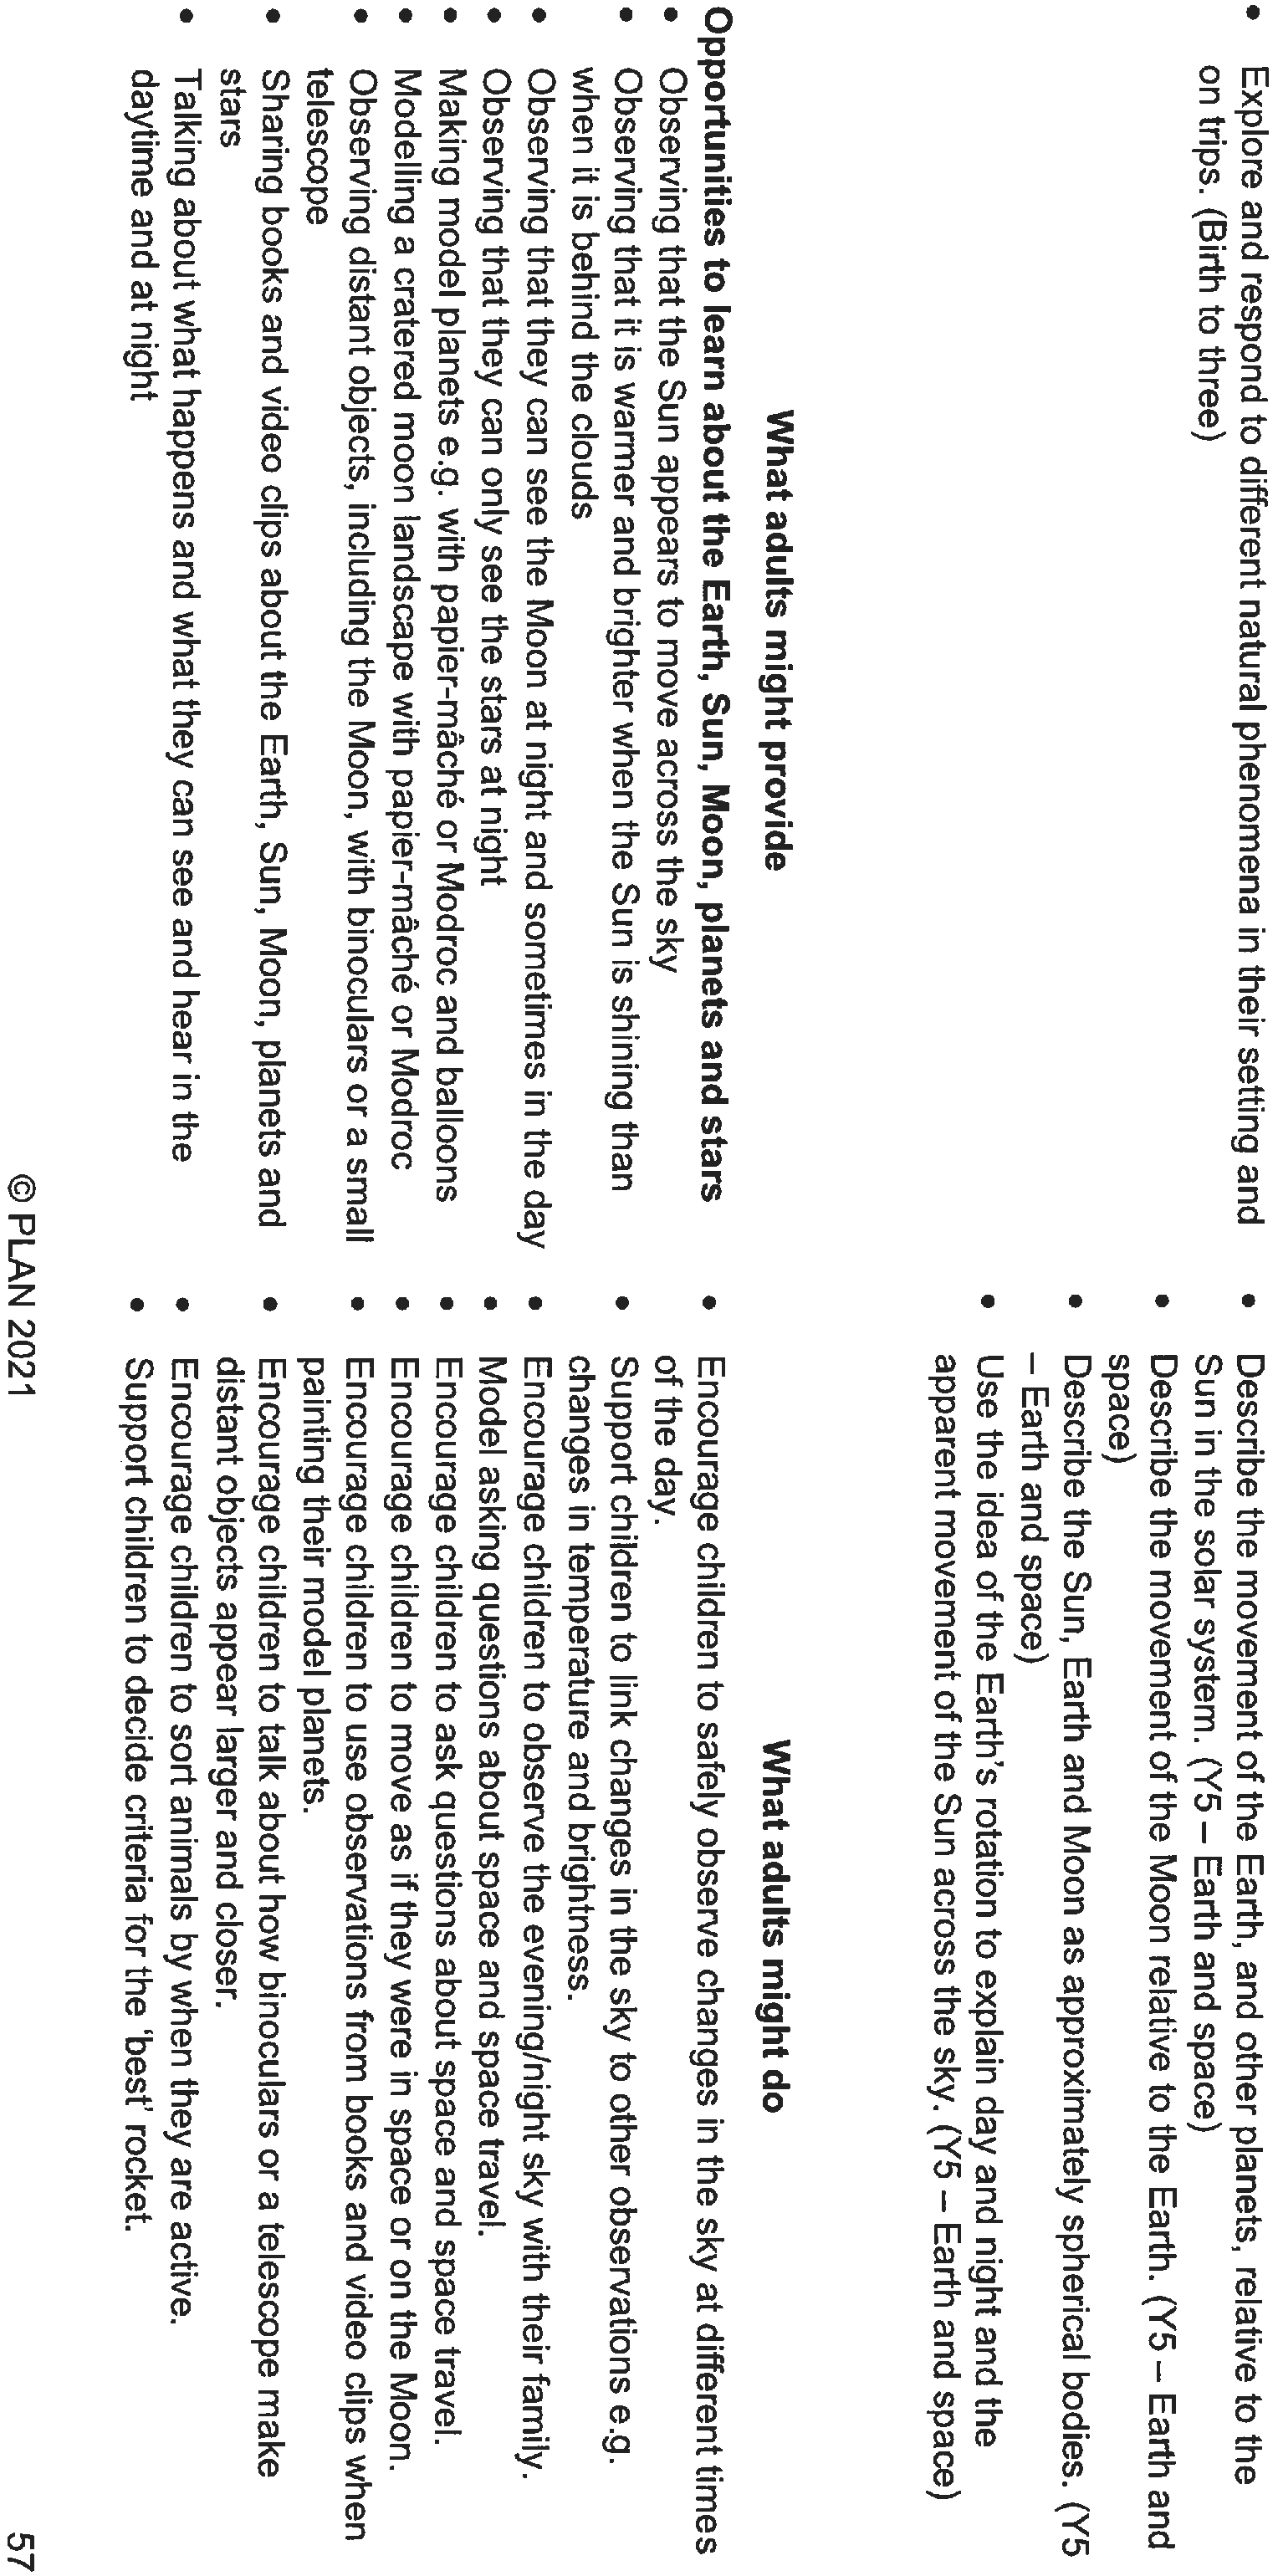 • Explore and respond to different natural phenomena in their setting and
on trips. (Birth to three)
• Describe the movement of the Earth, and other planets, relative to the
Sun in the solar system. (Y5 – Earth and space)
• Describe the movement of the Moon relative to the Earth. (Y5 – Earth and
space)
• Describe the Sun, Earth and Moon as approximately spherical bodies. (Y5
– Earth and space)
• Use the idea of the Earth's rotation to explain day and night and the
apparent movement of the Sun across the sky. (Y5 – Earth and space)
What adults might provide
Opportunities to learn about the Earth, Sun, Moon, planets and stars
• Observing that the Sun appears to move across the sky
• Observing that it is warmer and brighter when the Sun is shining than
when it is behind the clouds
• Observing that they can see the Moon at night and sometimes in the day
• Observing that they can only see the stars at night
• Making model planets e.g. with papier-mâché or Modroc and balloons
• Modelling a cratered moon landscape with papier-mâché or Modroc
• Observing distant objects, including the Moon, with binoculars or a small
telescope
• Sharing books and video clips about the Earth, Sun, Moon, planets and
stars
• Talking about what happens and what they can see and hear in the
daytime and at night
What adults might do
• Encourage children to safely observe changes in the sky at different times
of the day.
• Support children to link changes in the sky to other observations e.g.
changes in temperature and brightness.
• Encourage children to observe the evening/night sky with their family.
• Model asking questions about space and space travel.
• Encourage children to ask questions about space and space travel.
• Encourage children to move as if they were in space or on the Moon.
• Encourage children to use observations from books and video clips when
painting their model planets.
• Encourage children to talk about how binoculars or a telescope make
distant objects appear larger and closer.
• Encourage children to sort animals by when they are active.
• Support children to decide criteria for the 'best' rocket.
© PLAN 2021
57